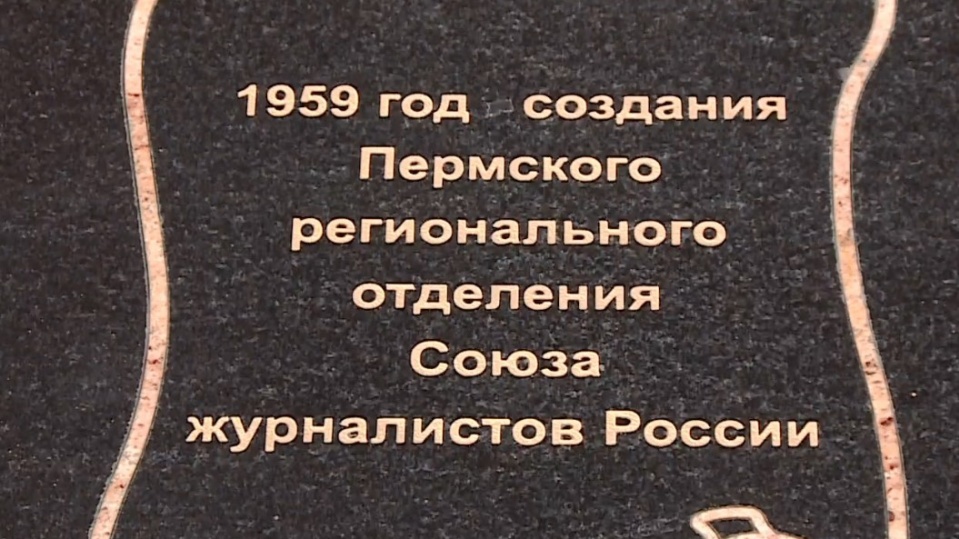 1959 год создания
Пермского
регионального
отделения
Союза
журналистов России